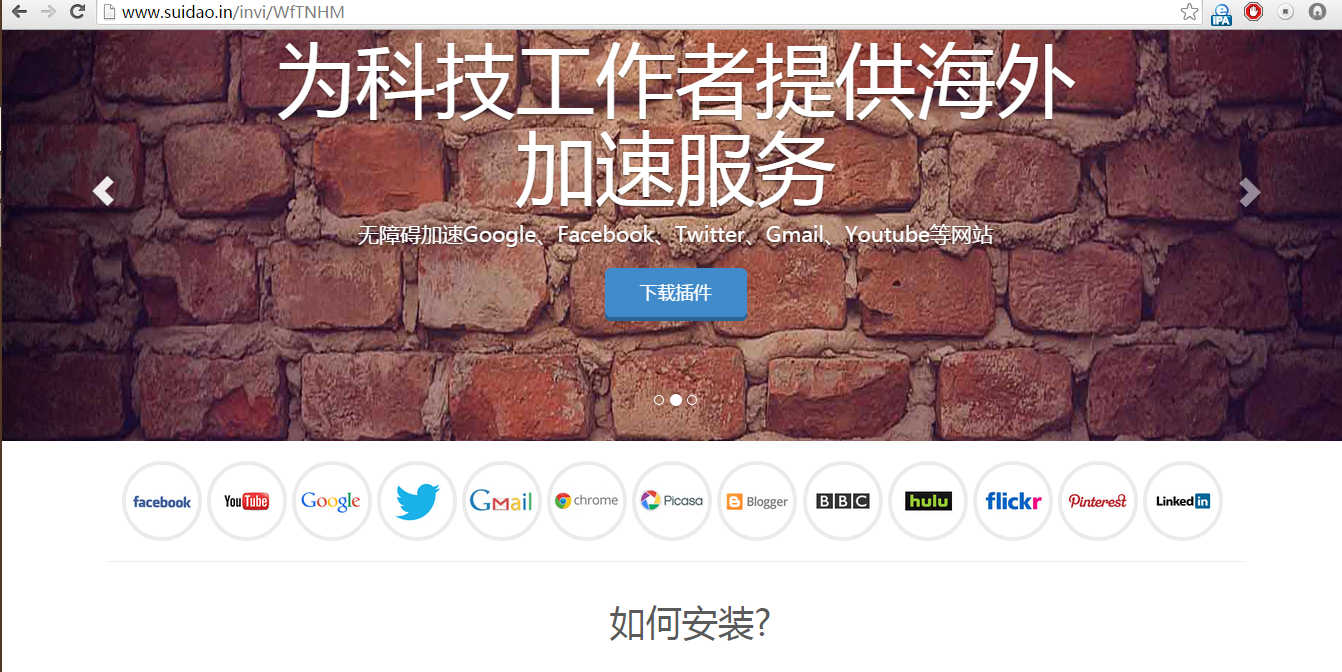 www.suidao.in/invi/WfTNHM
IPA
为科技工作者提供海外
加速服务
无障碍加速Google、Facebook、Twitter、Gmail、Youtube等网站
下载插件
facebook
YouTube
Google
Gmail
chrome
Picasa
Blogger
BBC
hulu
flickr
Pinterest
Linked in
如何安装?